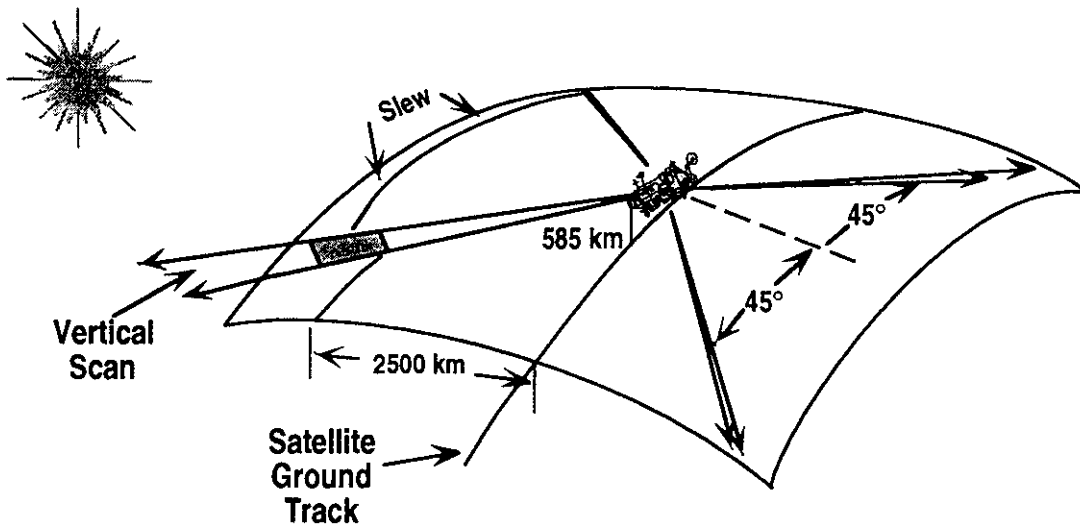 Slew
585 km
45°
45°
Vertical
Scan
2500 km
Satellite
Ground
Track